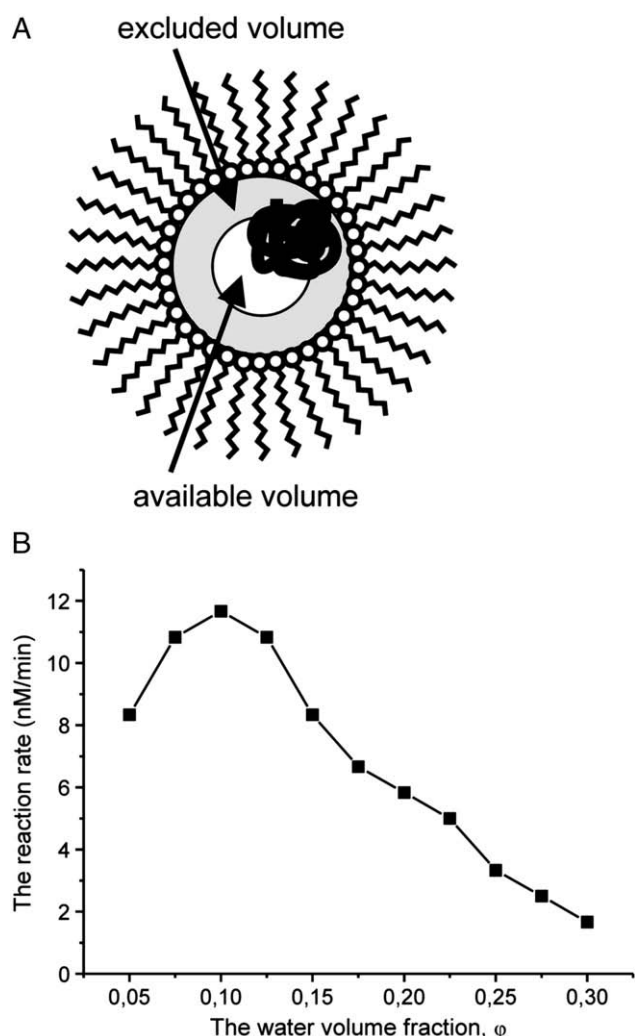 A
excluded volume
available volume
B
The reaction rate (nM/min)
12
10
8
6
4
2
0
0,05 0,10 0,15 0,20 0,25 0,30
The water volume fraction, φ